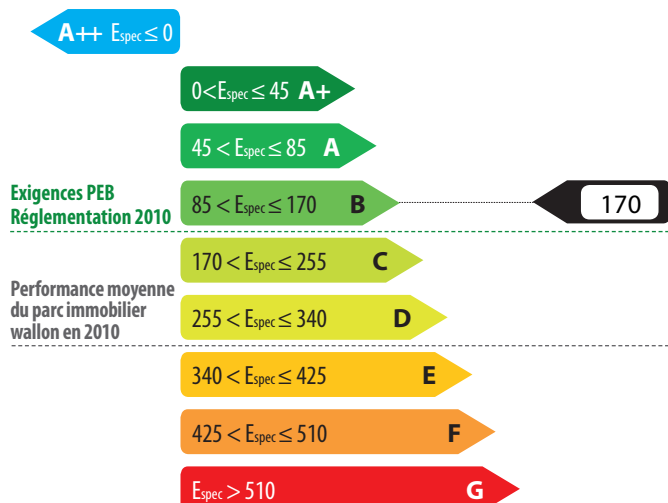 A++ Espec ≤ 0
0<Espec ≤ 45 A+
45 < Espec ≤ 85 A
Exigences PEB
Réglementation 2010
85 < Espec ≤ 170 B
170
170 < Espec ≤ 255 C
Performance moyenne
du parc immobilier
wallon en 2010
255 < Espec ≤ 340 D
340 < Espec ≤ 425 E
425 < Espec ≤ 510 F
Espec > 510 G